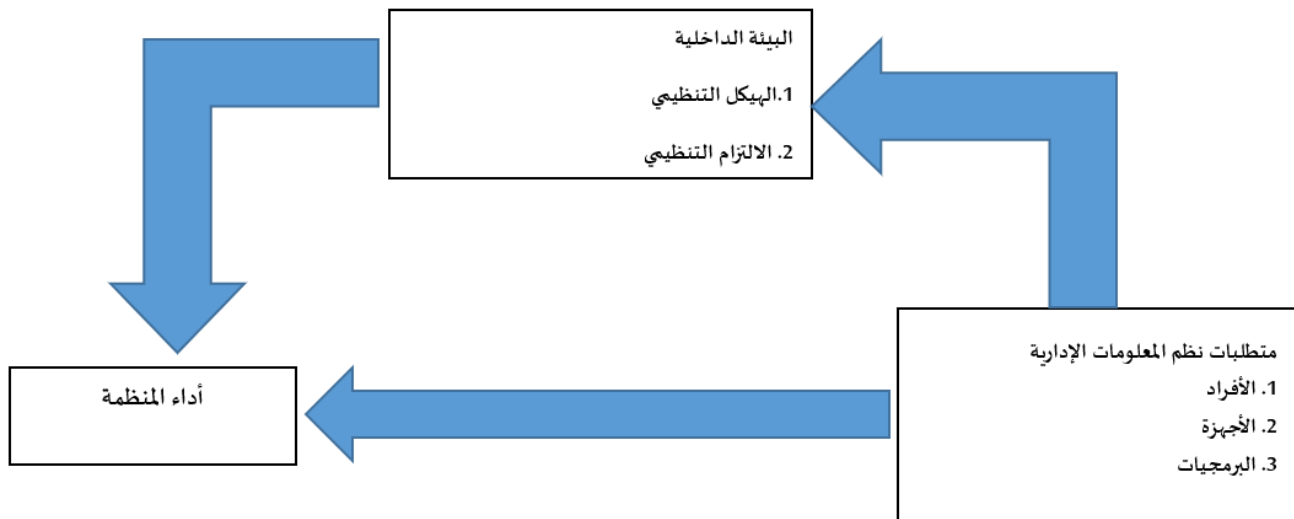 البيئة الداخلية
1.الهيكل التنظيمي
2. الالتزام التنظيمي
متطلبات نظم المعلومات الإدارية
1. الأفراد
2. الأجهزة
3. البرمجيات
أداء المنظمة